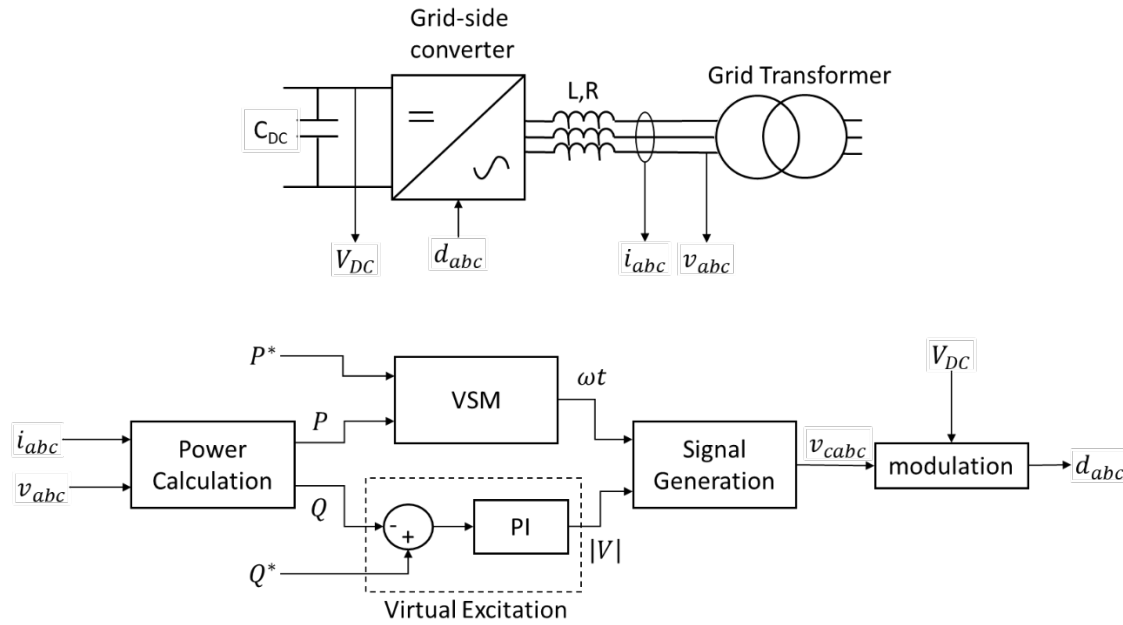 Grid-side
converter
Grid Transformer
L,R
C_DC
=
V_DC
d_abc
i_abc
v_abc
P*
VSM
ωt
V_DC
i_abc
v_abc
Power
Calculation
P
Q
Signal
Generation
v_cabc
modulation
d_abc
-
+
PI
|V|
Q*
Virtual Excitation